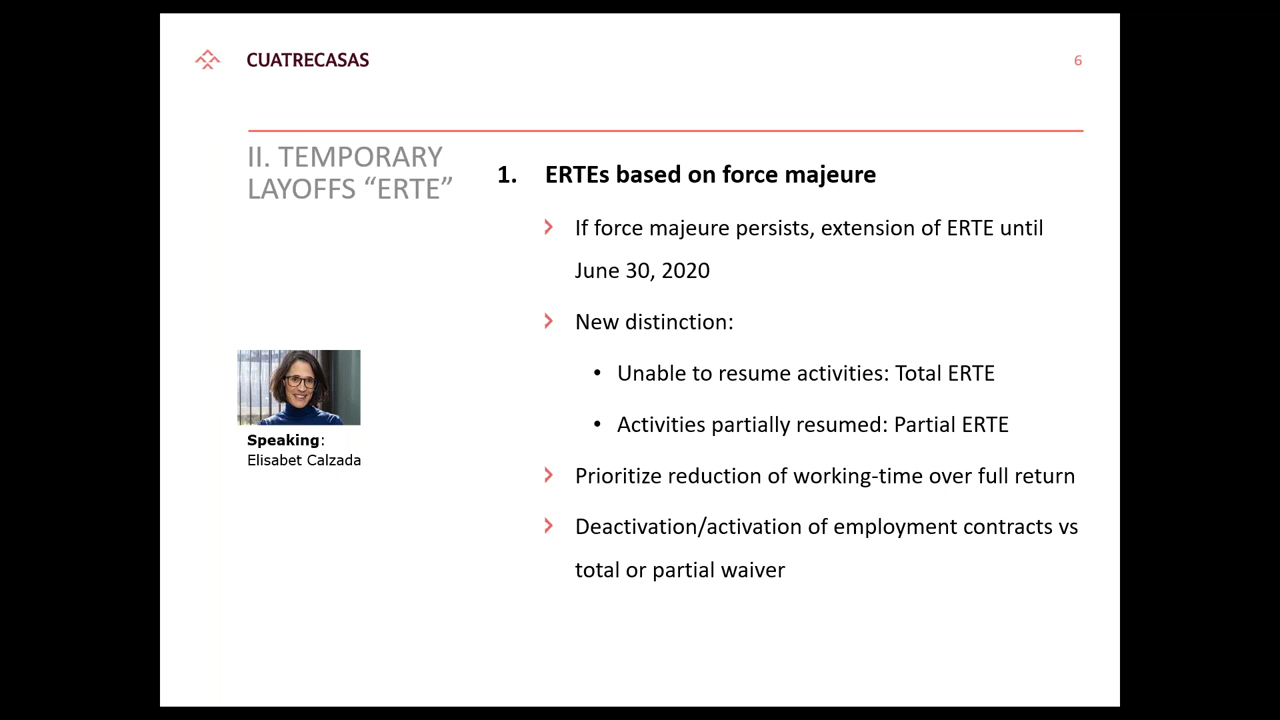 CUATRECASAS
6
II. TEMPORARY
LAYOFFS “ERTE”
1. ERTEs based on force majeure
If force majeure persists, extension of ERTE until
June 30, 2020
New distinction:
• Unable to resume activities: Total ERTE
• Activities partially resumed: Partial ERTE
Prioritize reduction of working-time over full return
Deactivation/activation of employment contracts vs
total or partial waiver
Speaking:
Elisabet Calzada